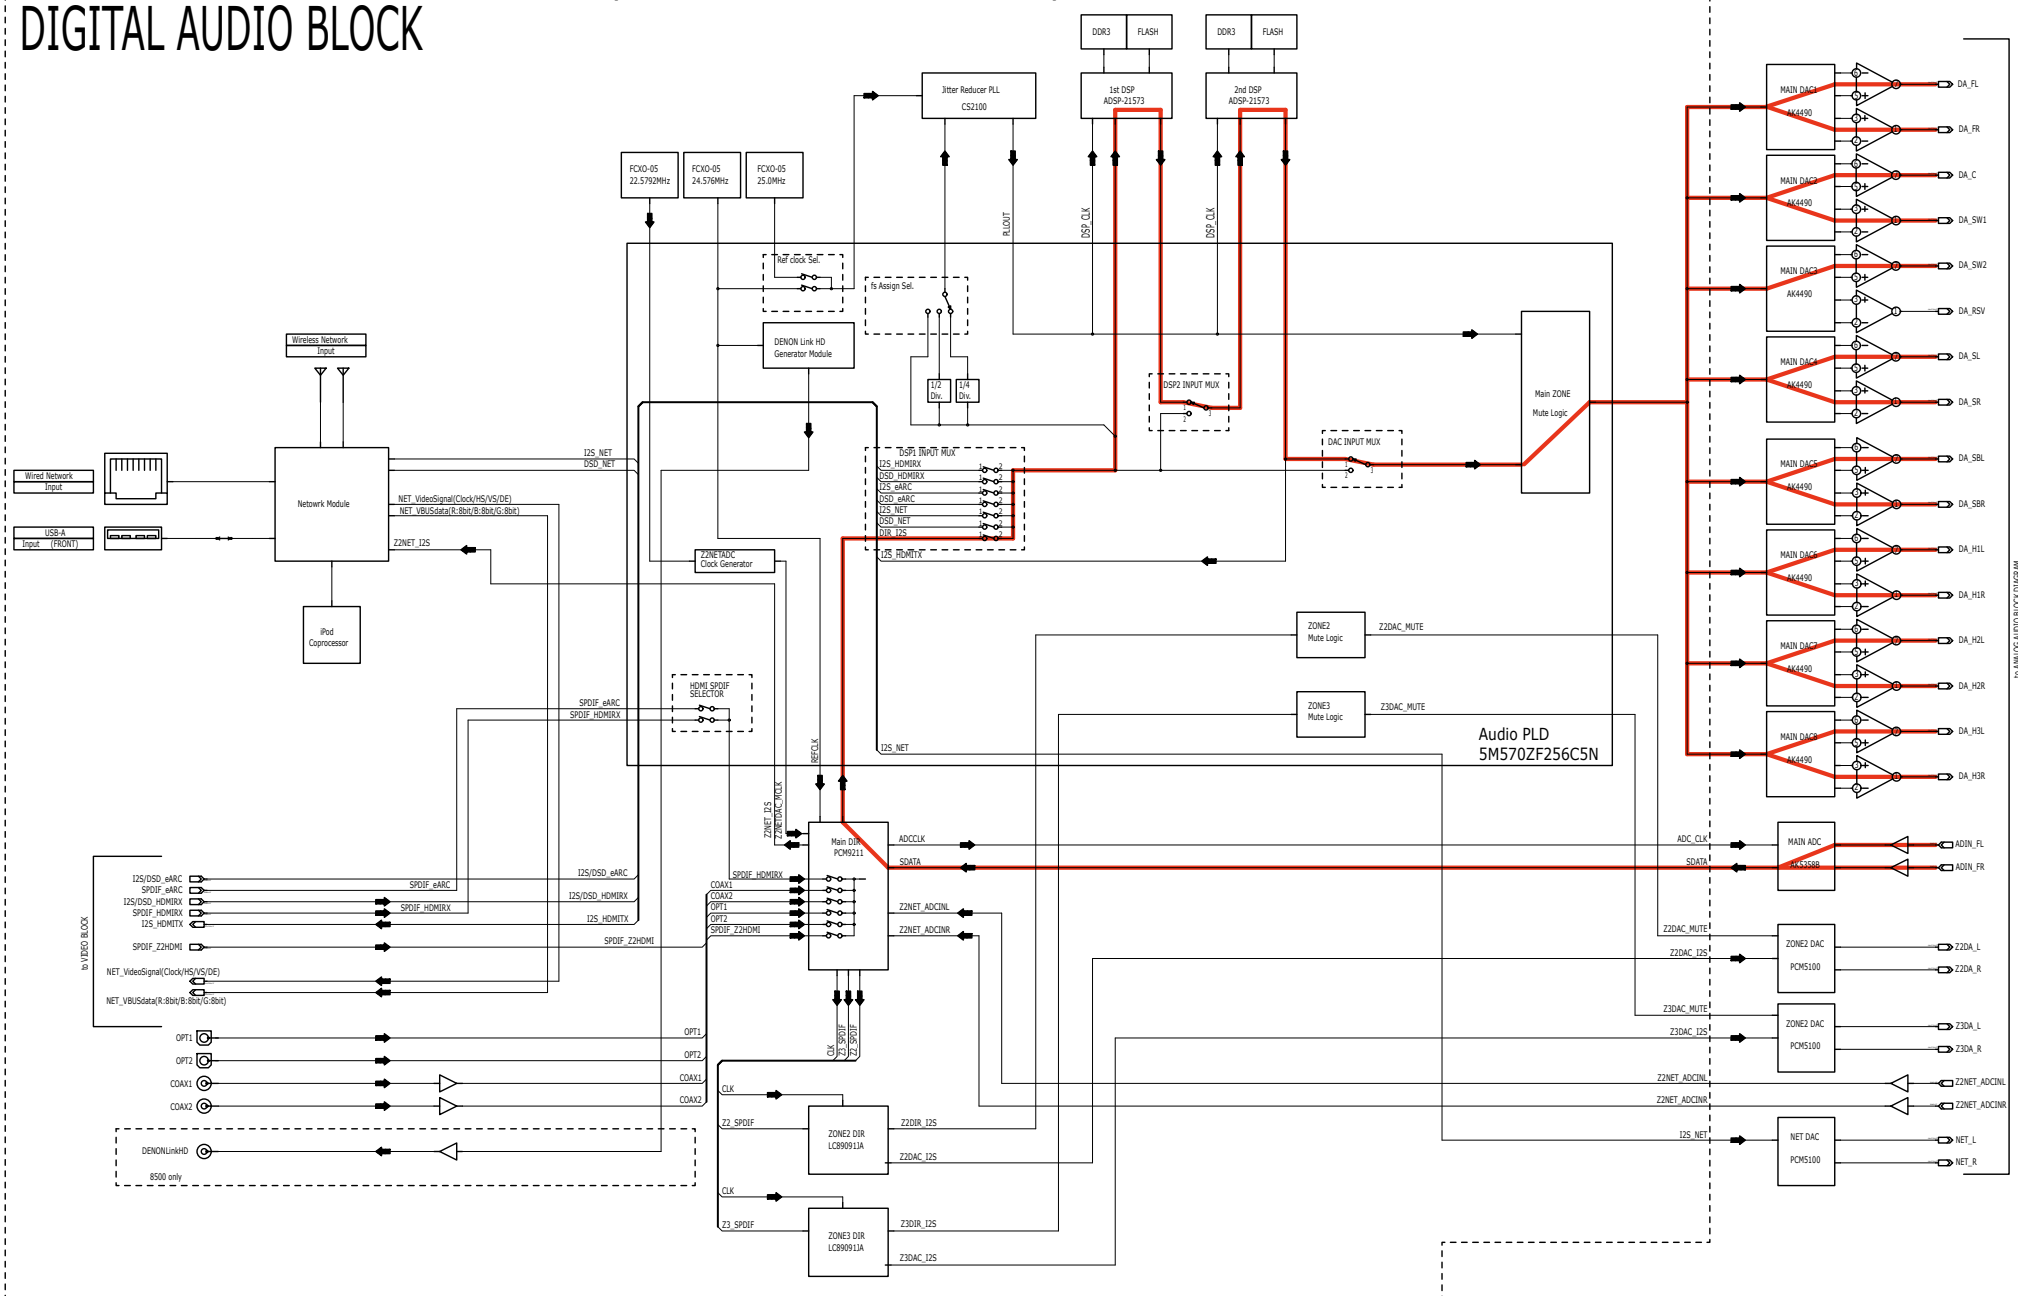 DIGITAL AUDIO BLOCK
DDR3
FLASH
DDR3
FLASH
Jitter Reducer PLL
CS2100
1st DSP
ADSP-21573
2nd DSP
ADSP-21573
FCXO-05
22.5792MHz
FCXO-05
24.576MHz
FCXO-05
25.0MHz
PLLOUT
DSP_CLK
DSP_CLK
Ref clock Sel.
fs Assign Sel.
DENON Link HD
Generator Module
1/2
Div.
1/4
Div.
DSP2 INPUT MUX
DAC INPUT MUX
Main ZONE
Mute Logic
Wireless Network
Input
Wired Network
Input
USB-A
Input (FRONT)
Netowrk Module
iPod
Coprocessor
I2S_NET
DSD_NET
NET_VideoSignal(Clock/HS/VS/DE)
NET_VBUSdata(R:8bit/B:8bit/G:8bit)
Z2NET_I2S
DSP1 INPUT MUX
I2S_HDMIRX
DSD_HDMIRX
I2S_eARC
DSD_eARC
I2S_NET
DSD_NET
DIR_I2S
I2S_HDMITX
Z2NETADC
Clock Generator
HDMI SPDIF
SELECTOR
SPDIF_eARC
SPDIF_HDMIRX
REFCLK
Z2NET_I2S
Z2NETDAC_MCLK
I2S_NET
ZONE2
Mute Logic
Z2DAC_MUTE
ZONE3
Mute Logic
Z3DAC_MUTE
Audio PLD
5M570ZF256C5N
MAIN DAC1
AK4490
DA_FL
DA_FR
MAIN DAC2
AK4490
DA_C
DA_SW1
MAIN DAC3
AK4490
DA_SW2
DA_RSV
MAIN DAC4
AK4490
DA_SL
DA_SR
MAIN DAC5
AK4490
DA_SBL
DA_SBR
MAIN DAC6
AK4490
DA_H1L
DA_H1R
MAIN DAC7
AK4490
DA_H2L
DA_H2R
MAIN DAC8
AK4490
DA_H3L
DA_H3R
to ANALOG AUDIO BLOCK DIAGRAM
Main DIR
PCM9211
ADCCLK
SDATA
ADC_CLK
SDATA
MAIN ADC
AK5358B
ADIN_FL
ADIN_FR
SPDIF_HDMIRX
COAX1
COAX2
OPT1
OPT2
SPDIF_Z2HDMI
Z2NET_ADCINL
Z2NET_ADCINR
to VIDEO BLOCK
I2S/DSD_eARC
SPDIF_eARC
I2S/DSD_HDMIRX
SPDIF_HDMIRX
I2S_HDMITX
SPDIF_Z2HDMI
NET_VideoSignal(Clock/HS/VS/DE)
NET_VBUSdata(R:8bit/B:8bit/G:8bit)
SPDIF_eARC
SPDIF_HDMIRX
I2S/DSD_eARC
I2S/DSD_HDMIRX
I2S_HDMITX
SPDIF_Z2HDMI
OPT1
OPT2
COAX1
COAX2
OPT1
OPT2
COAX1
COAX2
DENONLinkHD
8500 only
CLK
Z3_SPDIF
Z2_SPDIF
CLK
Z2_SPDIF
ZONE2 DIR
LC89091JA
Z2DIR_I2S
Z2DAC_I2S
CLK
Z3_SPDIF
ZONE3 DIR
LC89091JA
Z3DIR_I2S
Z3DAC_I2S
Z2DAC_MUTE
Z2DAC_I2S
ZONE2 DAC
PCM5100
Z2DA_L
Z2DA_R
Z3DAC_MUTE
Z3DAC_I2S
ZONE2 DAC
PCM5100
Z3DA_L
Z3DA_R
Z2NET_ADCINL
Z2NET_ADCINR
Z2NET_ADCINL
Z2NET_ADCINR
I2S_NET
NET DAC
PCM5100
NET_L
NET_R